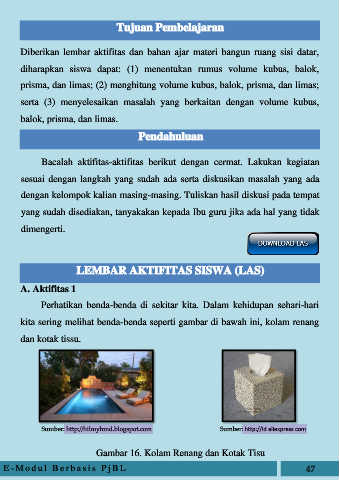 Tujuan Pembelajaran
Diberikan lembar aktifitas dan bahan ajar materi bangun ruang sisi datar,
diharapkan siswa dapat: (1) menentukan rumus volume kubus, balok,
prisma, dan limas; (2) menghitung volume kubus, balok, prisma, dan limas;
serta (3) menyelesaikan masalah yang berkaitan dengan volume kubus,
balok, prisma, dan limas.
Pendahuluan
Bacalah aktifitas-aktifitas berikut dengan cermat. Lakukan kegiatan
sesuai dengan langkah yang sudah ada serta diskusikan masalah yang ada
dengan kelompok kalian masing-masing. Tuliskan hasil diskusi pada tempat
yang sudah disediakan, tanyakakan kepada Ibu guru jika ada hal yang tidak
dimengerti.
DOWNLOAD LAS
LEMBAR AKTIFITAS SISWA (LAS)
A. Aktifitas 1
Perhatikan benda-benda di sekitar kita. Dalam kehidupan sehari-hari
kita sering melihat benda-benda seperti gambar di bawah ini, kolam renang
dan kotak tissu.
Sumber: Sumber: http://id.aliexpress.com
Gambar 16. Kolam Renang dan Kotak Tisu
E-Modul Berbasis PjBL 47